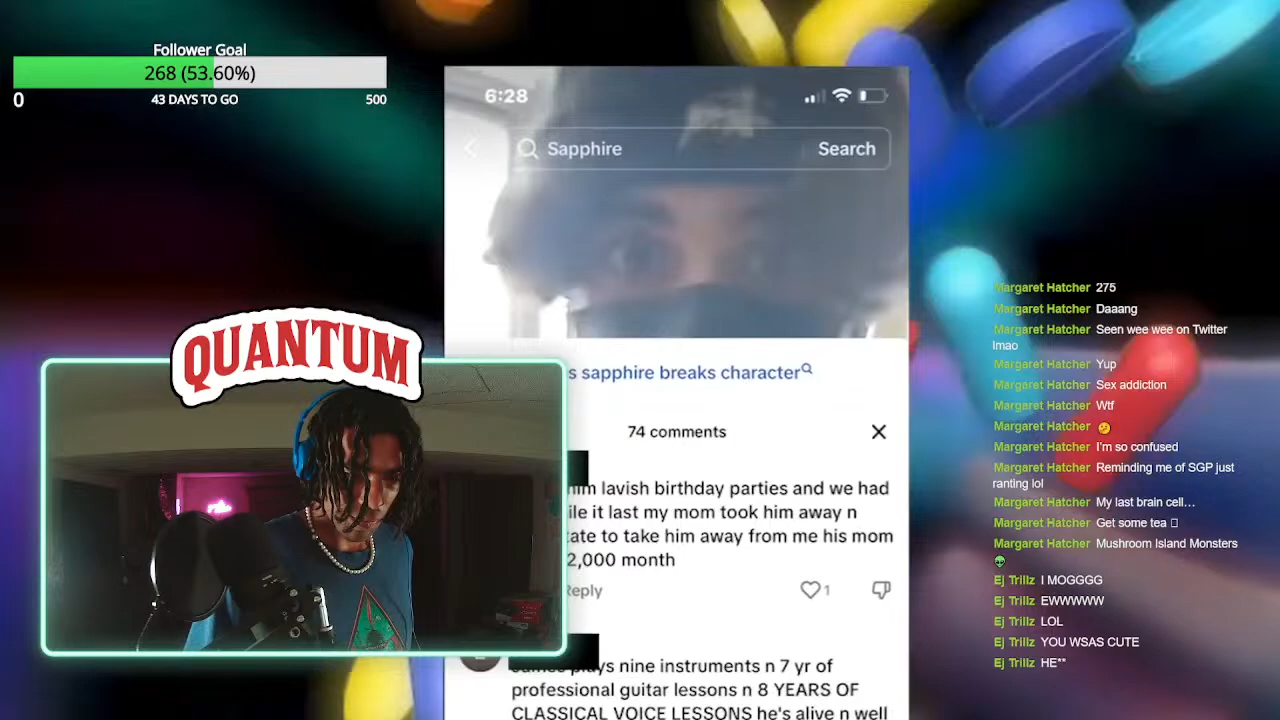 Follower Goal
268 (53.60%)
0
43 DAYS TO GO
500
6:28
Sapphire
Search
s sapphire breaks character
74 comments
him lavish birthday parties and we had
ile it last my mom took him away n
tate to take him away from me his mom
2,000 month
Reply
1
plays nine instruments n 7 yr of
professional guitar lessons n 8 YEARS OF
CLASSICAL VOICE LESSONS he's alive n well
QUANTUM
Margaret Hatcher 275
Margaret Hatcher Daaang
Margaret Hatcher Seen wee wee on Twitter
lmao
Margaret Hatcher Yup
Margaret Hatcher Sex addiction
Margaret Hatcher Wtf
Margaret Hatcher 🤔
Margaret Hatcher I'm so confused
Margaret Hatcher Reminding me of SGP just
ranting lol
Margaret Hatcher My last brain cell…
Margaret Hatcher Get some tea
Margaret Hatcher Mushroom Island Monsters
👽
Ej Trillz I MOGGGG
Ej Trillz EWWWWW
Ej Trillz LOL
Ej Trillz YOU WSAS CUTE
Ej Trillz HE**